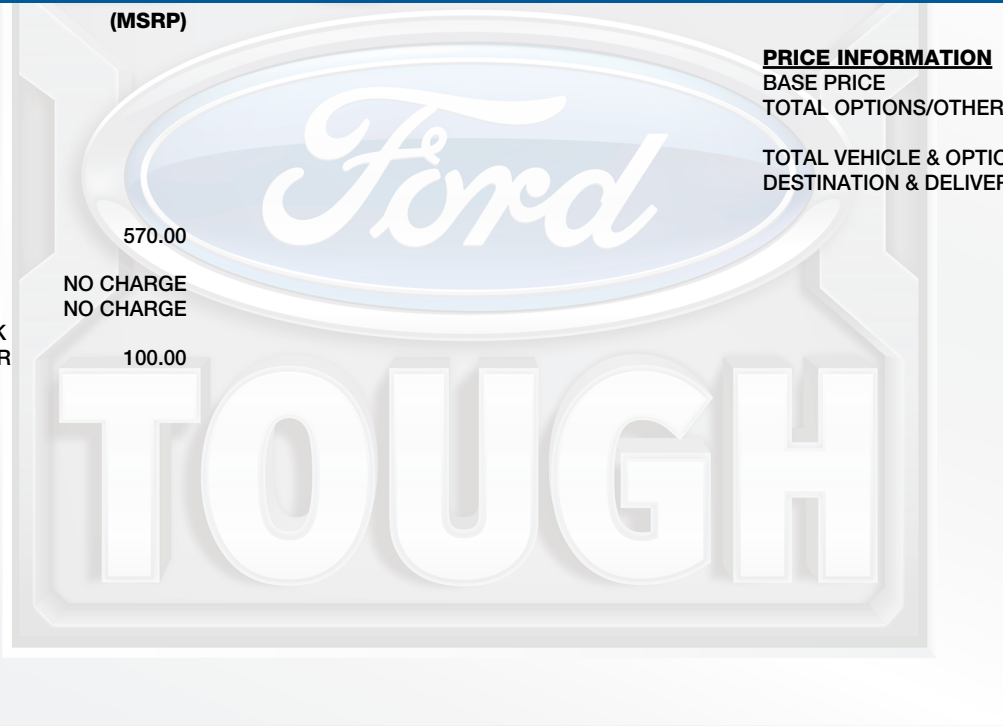 (MSRP)
570.00
NO CHARGE
NO CHARGE
K
R
100.00
PRICE INFORMATION
BASE PRICE
TOTAL OPTIONS/OTHER
TOTAL VEHICLE & OPTIO
DESTINATION & DELIVER
Ford
TOUGH